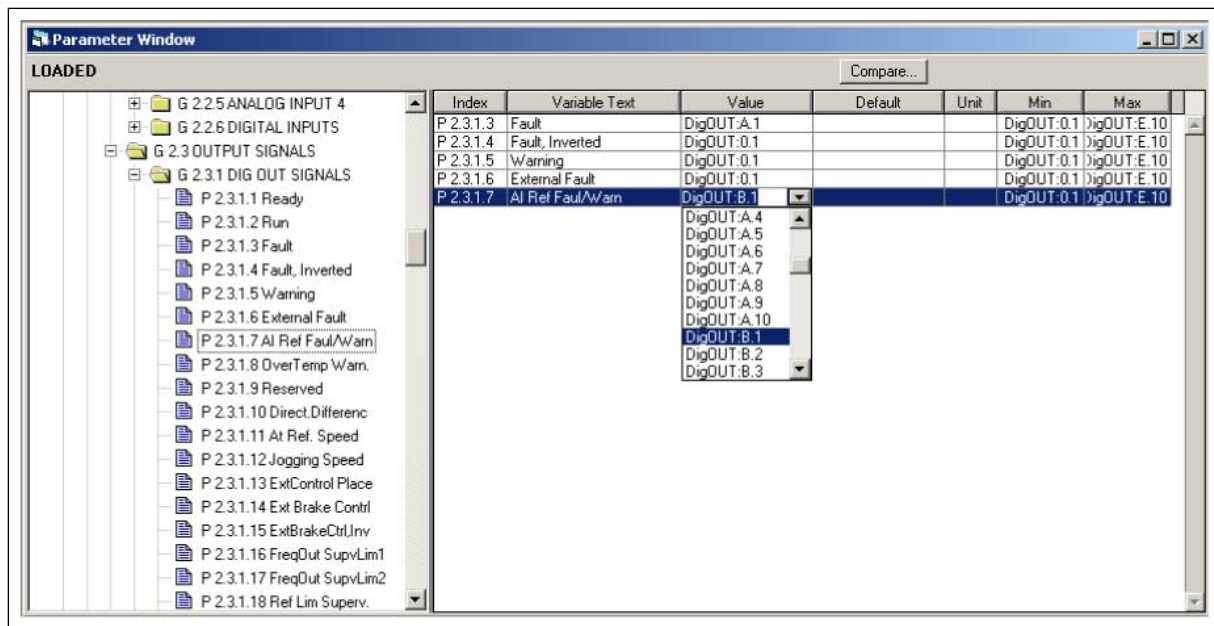 Parameter Window
LOADED
Compare...
G 2.2.5 ANALOG INPUT 4
G 2.2.6 DIGITAL INPUTS
G 2.3 OUTPUT SIGNALS
G 2.3.1 DIG OUT SIGNALS
P 2.3.1.1 Ready
P 2.3.1.2 Run
P 2.3.1.3 Fault
P 2.3.1.4 Fault, Inverted
P 2.3.1.5 Warning
P 2.3.1.6 External Fault
P 2.3.1.7 AI Ref Faul/Warn
P 2.3.1.8 OverTemp Warn.
P 2.3.1.9 Reserved
P 2.3.1.10 Direct.Differenc
P 2.3.1.11 At Ref. Speed
P 2.3.1.12 Jogging Speed
P 2.3.1.13 ExtControl Place
P 2.3.1.14 Ext Brake Contrl
P 2.3.1.15 ExtBrakeCtrl,Inv
P 2.3.1.16 FreqOut SupvLim1
P 2.3.1.17 FreqOut SupvLim2
P 2.3.1.18 Ref Lim Superv.
Index Variable Text Value Default Unit Min Max
P 2.3.1.3 Fault DigOUT:A.1 DigOUT:0.1 )igOUT:E.10
P 2.3.1.4 Fault, Inverted DigOUT:0.1 DigOUT:0.1 )igOUT:E.10
P 2.3.1.5 Warning DigOUT:0.1 DigOUT:0.1 )igOUT:E.10
P 2.3.1.6 External Fault DigOUT:0.1 DigOUT:0.1 )igOUT:E.10
P 2.3.1.7 AI Ref Faul/Warn DigOUT:B.1 DigOUT:0.1 )igOUT:E.10
DigOUT:A.4
DigOUT:A.5
DigOUT:A.6
DigOUT:A.7
DigOUT:A.8
DigOUT:A.9
DigOUT:A.10
DigOUT:B.1
DigOUT:B.2
DigOUT:B.3